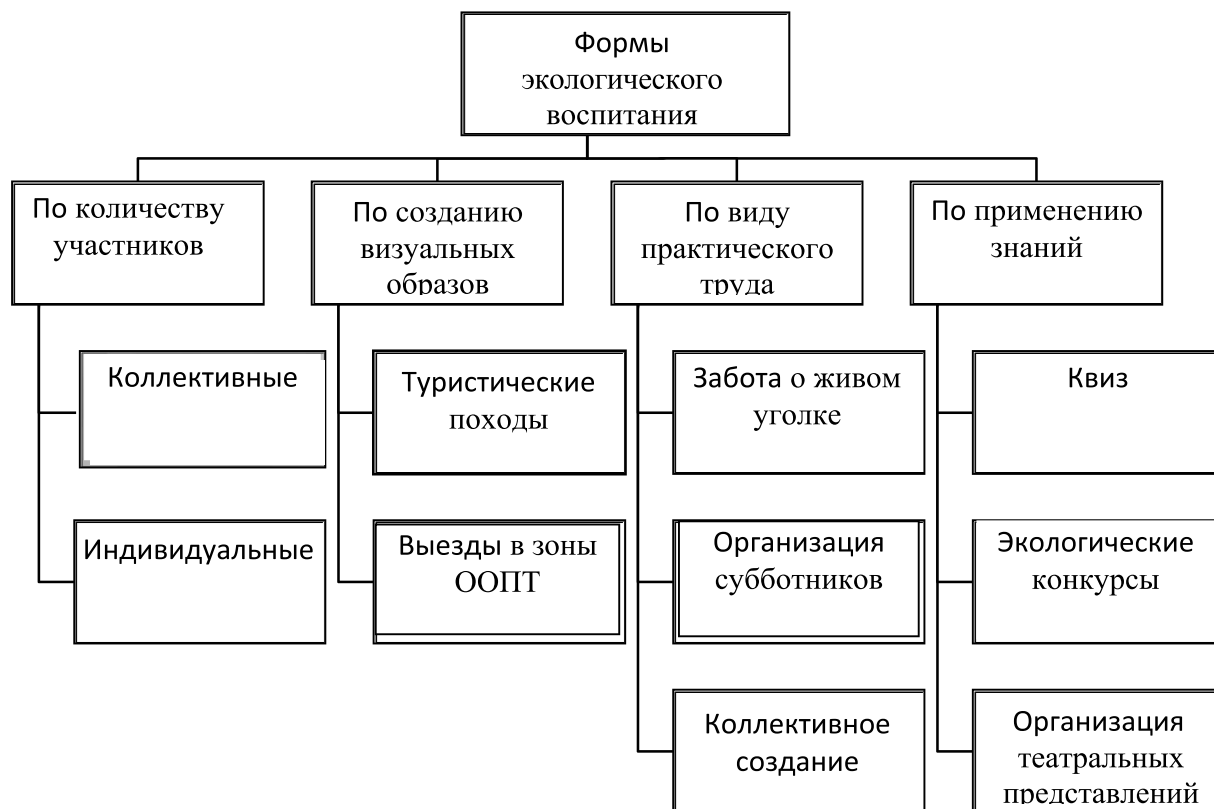 Формы
экологического
воспитания
По количеству
участников
По созданию
визуальных
образов
По виду
практического
труда
По применению
знаний
Коллективные
Индивидуальные
Туристические
походы
Выезды в зоны
ООПТ
Забота о живом
уголке
Организация
субботников
Коллективное
создание
Квиз
Экологические
конкурсы
Организация
театральных
представлений